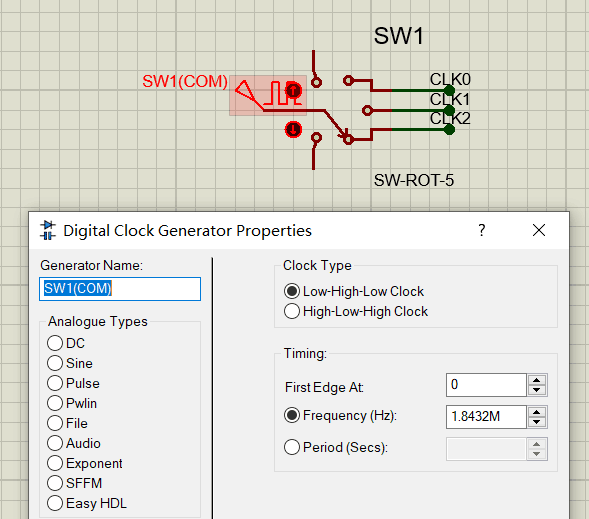 SW1
SW1(COM)
CLK0
CLK1
CLK2
SW-ROT-5
Digital Clock Generator Properties
?
Generator Name:
SW1(COM)
Analogue Types
DC
Sine
Pulse
Pwlin
File
Audio
Exponent
SFFM
Easy HDL
Clock Type
Low-High-Low Clock
High-Low-High Clock
Timing:
First Edge At:
0
Frequency (Hz):
1.8432M
Period (Secs):